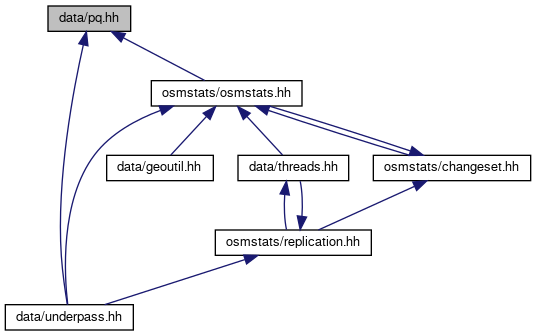 data/pq.hh
osmstats/osmstats.hh
data/geoutil.hh
data/threads.hh
osmstats/changeset.hh
osmstats/replication.hh
data/underpass.hh